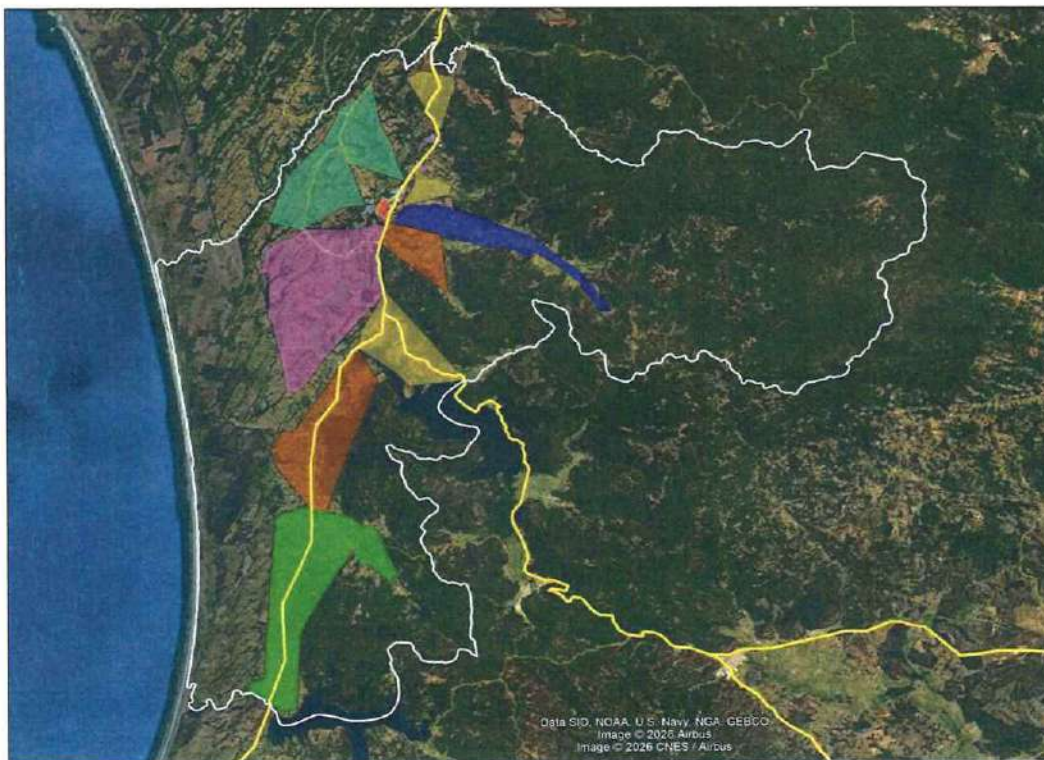 Data SIO, NOAA, U.S. Navy, NGA, GEBCO
Image © 2026 Airbus
Image © 2026 CNES / Airbus